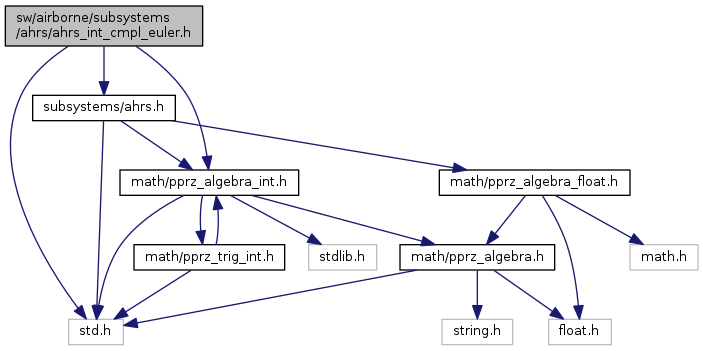 sw/airborne/subsystems
/ahrs/ahrs_int_cmpl_euler.h
subsystems/ahrs.h
math/pprz_algebra_int.h
math/pprz_algebra_float.h
math/pprz_trig_int.h
stdlib.h
math/pprz_algebra.h
math.h
std.h
string.h
float.h